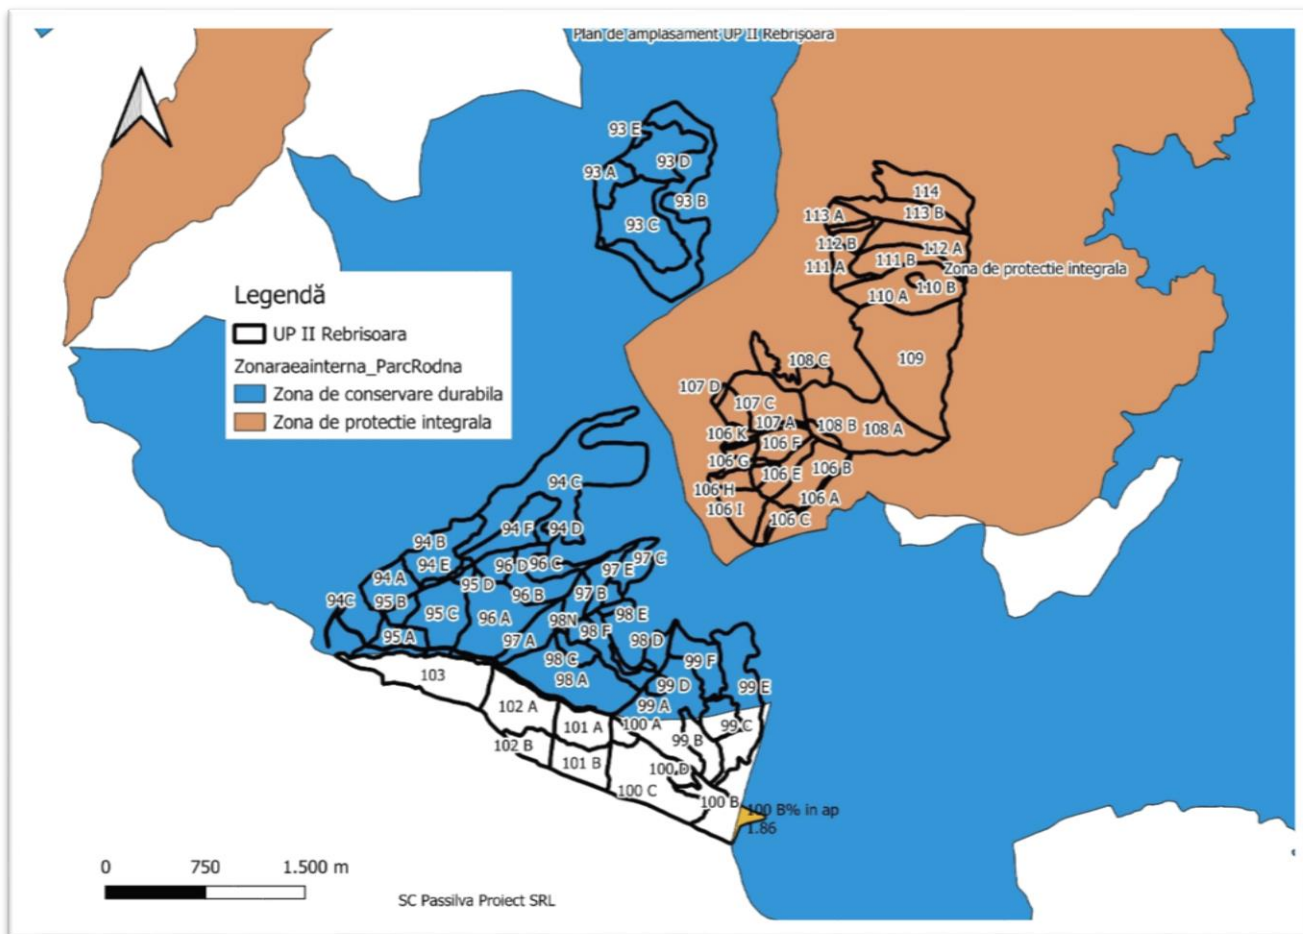 Plan de amplasament UP II Rebrișoara
93 E
93 D
93 A
93 B
93 C
114
113 A
113 B
112 B
112 A
111 B
111 A
Zona de protectie integrala
110 B
110 A
Legendă
UP II Rebrisoara
Zonaraeainterna_ParcRodna
Zona de conservare durabila
Zona de protectie integrala
109
108 C
107 D
107 C
107 A
108 B
108 A
106 K
106 F
106 G
106 E
106 B
106 H
106 A
106 I
106 C
94 C
94 F
94 D
94 B
94 E
96 D
96 C
97 C
97 E
94 A
95 D
94C
95 B
96 B
97 B
95 C
96 A
98N
98 E
95 A
97 A
98 F
98 D
98 C
99 F
103
98 A
99 D
99 E
102 A
99 A
101 A
100 A
99 C
102 B
99 B
101 B
100 D
100 C
100 B
100 B% in ap
1.86
0 750 1.500 m
SC Passilva Proiect SRL